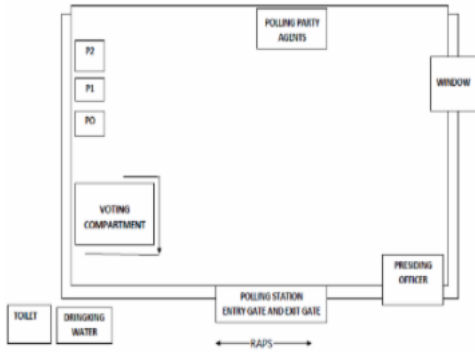 POLLING PARTY
AGENTS
P2
WINDOW
P1
PO
VOTING
COMPARTMENT
PRESIDING
OFFICER
POLLING STATION
ENTRY GATE AND EXIT GATE
TOILET
DRINGKING
WATER
RAPS